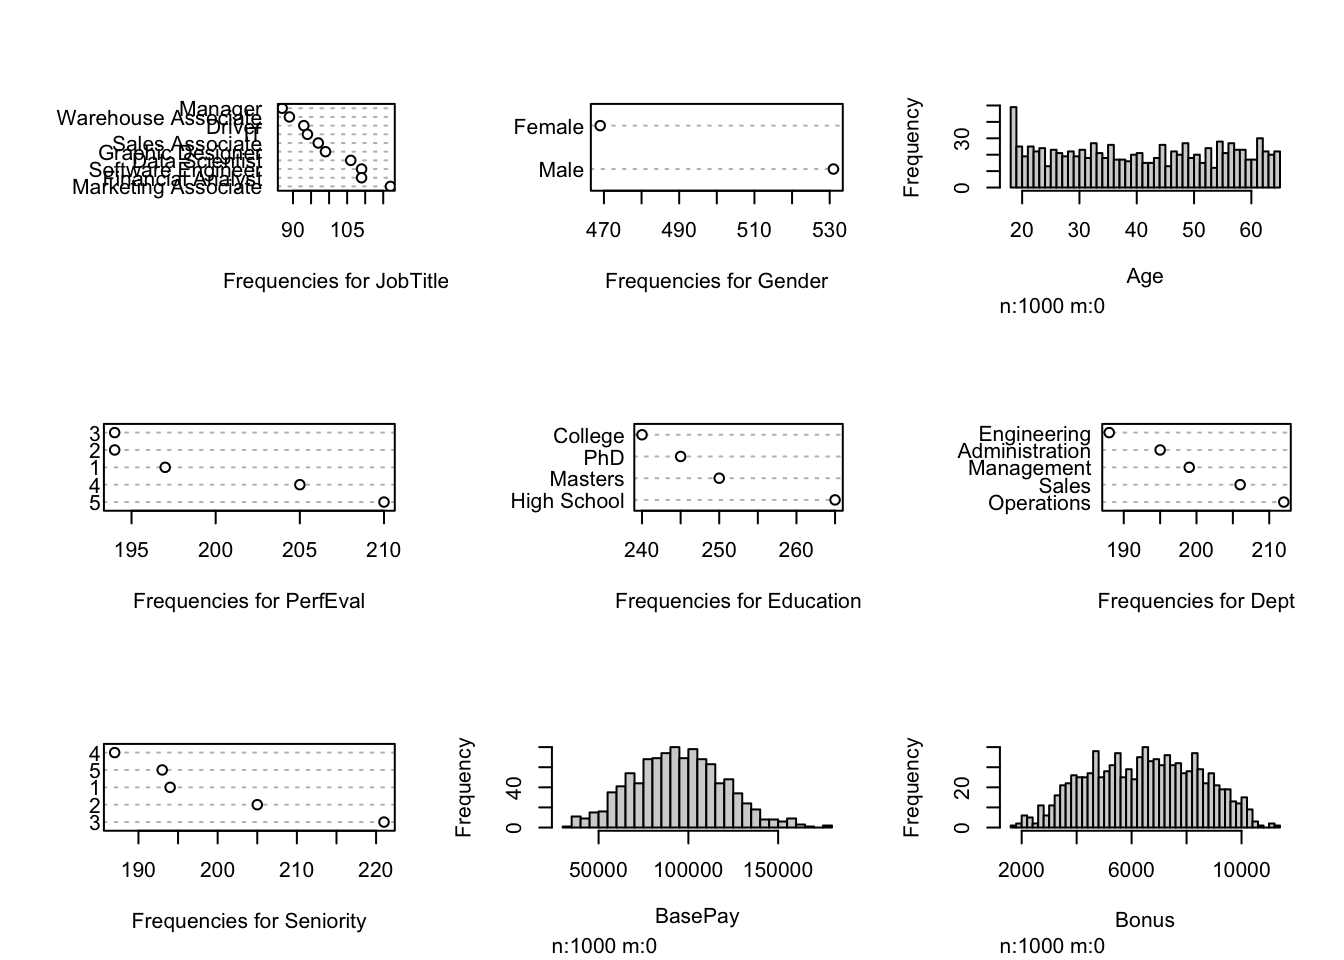 Manager
Warehouse Associate
Driver
IT
Sales Associate
Graphic Designer
Data Scientist
Software Engineer
Financial Analyst
Marketing Associate
90 105
Frequencies for JobTitle
Female
Male
470 490 510 530
Frequencies for Gender
Frequency
0 30
20 30 40 50 60
Age
n:1000 m:0
3
2
1
4
5
195 200 205 210
Frequencies for PerfEval
College
PhD
Masters
High School
240 250 260
Frequencies for Education
Engineering
Administration
Management
Sales
Operations
190 200 210
Frequencies for Dept
4
5
1
2
3
190 200 210 220
Frequencies for Seniority
Frequency
0 40
50000 100000 150000
BasePay
n:1000 m:0
Frequency
0 20
2000 6000 10000
Bonus
n:1000 m:0